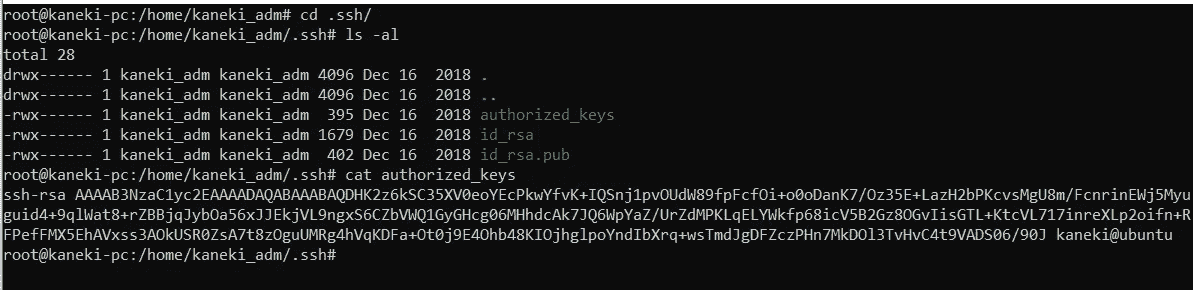 root@kaneki-pc:/home/kaneki_adm# cd .ssh/
root@kaneki-pc:/home/kaneki_adm/.ssh# ls -al
total 28
drwx------ 1 kaneki_adm kaneki_adm 4096 Dec 16  2018 .
drwx------ 1 kaneki_adm kaneki_adm 4096 Dec 16  2018 ..
-rwx------ 1 kaneki_adm kaneki_adm  395 Dec 16  2018 authorized_keys
-rwx------ 1 kaneki_adm kaneki_adm 1679 Dec 16  2018 id_rsa
-rwx------ 1 kaneki_adm kaneki_adm  402 Dec 16  2018 id_rsa.pub
root@kaneki-pc:/home/kaneki_adm/.ssh# cat authorized_keys
ssh-rsa AAAAB3NzaC1yc2EAAAADAQABAAABAQDHK2z6kSC35XV0eoYEcPkwYfvK+IQSnj1pvOUdW89fpFcfOi+o0oDanK7/Oz35E+LazH2bPKcvsMgU8m/FcnrinEWj5Myu
guid4+9qlWat8+rZBBjqJybOa56xJJEkjVL9ngxS6CZbVWQ1GyGHcg06MHhdcAk7JQ6WpYaZ/UrZdMPKLqELYWkfp68icV5B2Gz8OGvIisGTL+KtcVL717inreXLp2oifn+R
FPefFMX5EhAVxss3AOkUSR0ZsA7t8zOguUMRg4hVqKDFa+Ot0j9E4Ohb48KIOjhglpoYndIbXrq+wsTmdJgDFZczPHn7MkDOl3TvHvC4t9VADS06/90J kaneki@ubuntu
root@kaneki-pc:/home/kaneki_adm/.ssh#